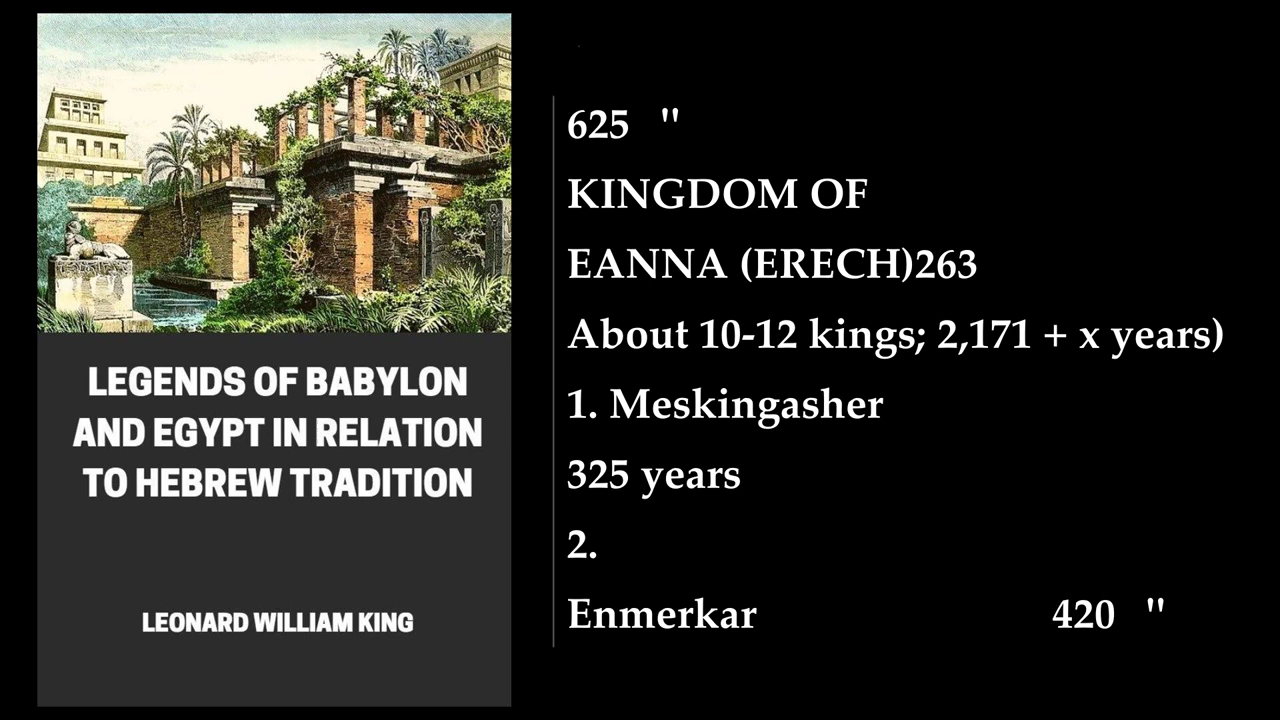 LEGENDS OF BABYLON
AND EGYPT IN RELATION
TO HEBREW TRADITION
LEONARD WILLIAM KING
625 "
KINGDOM OF
EANNA (ERECH)263
About 10-12 kings; 2,171 + x years)
1. Meskingasher
325 years
2.
Enmerkar 420 "